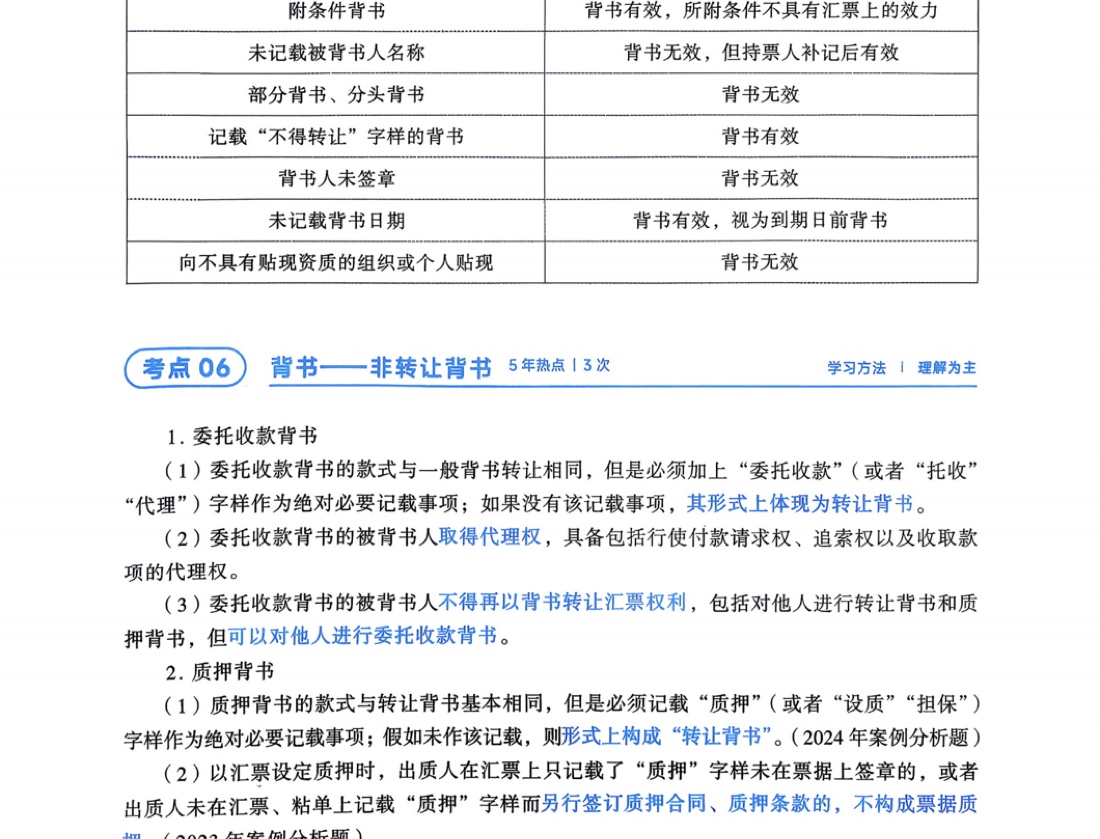 附条件背书 背书有效，所附条件不具有汇票上的效力
未记载被背书人名称 背书无效，但持票人补记后有效
部分背书、分头背书 背书无效
记载“不得转让”字样的背书 背书有效
背书人未签章 背书无效
未记载背书日期 背书有效，视为到期日前背书
向不具有贴现资质的组织或个人贴现 背书无效
考点 06 背书——非转让背书 5 年热点 | 3 次 学习方法 | 理解为主
1. 委托收款背书
（1）委托收款背书的款式与一般背书转让相同，但是必须加上“委托收款”（或者“托收”
“代理”）字样作为绝对必要记载事项；如果没有该记载事项，其形式上体现为转让背书。
（2）委托收款背书的被背书人取得代理权，具备包括行使付款请求权、追索权以及收取款
项的代理权。
（3）委托收款背书的被背书人不得再以背书转让汇票权利，包括对他人进行转让背书和质
押背书，但可以对他人进行委托收款背书。
2. 质押背书
（1）质押背书的款式与转让背书基本相同，但是必须记载“质押”（或者“设质”“担保”）
字样作为绝对必要记载事项；假如未作该记载，则形式上构成“转让背书”。（2024 年案例分析题）
（2）以汇票设定质押时，出质人在汇票上只记载了“质押”字样未在票据上签章的，或者
出质人未在汇票、粘单上记载“质押”字样而另行签订质押合同、质押条款的，不构成票据质
押。（2023 年案例分析题）